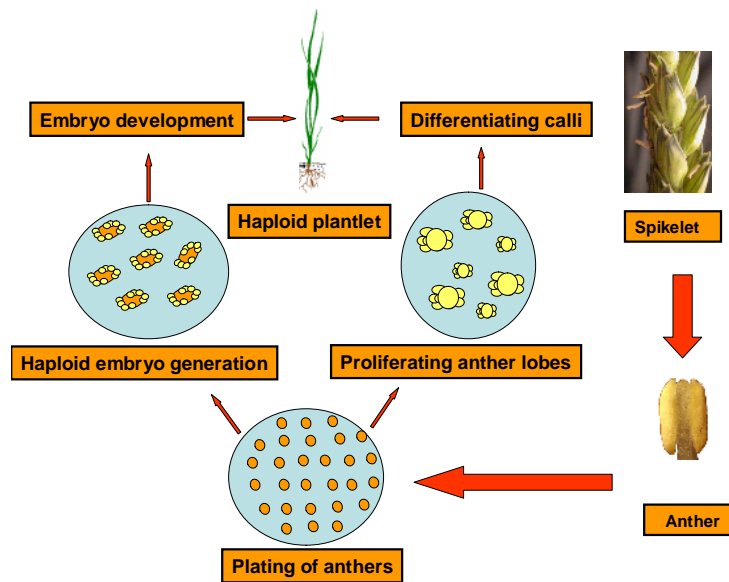 Embryo development
Differentiating calli
Haploid plantlet
Spikelet
Haploid embryo generation
Proliferating anther lobes
Anther
Plating of anthers